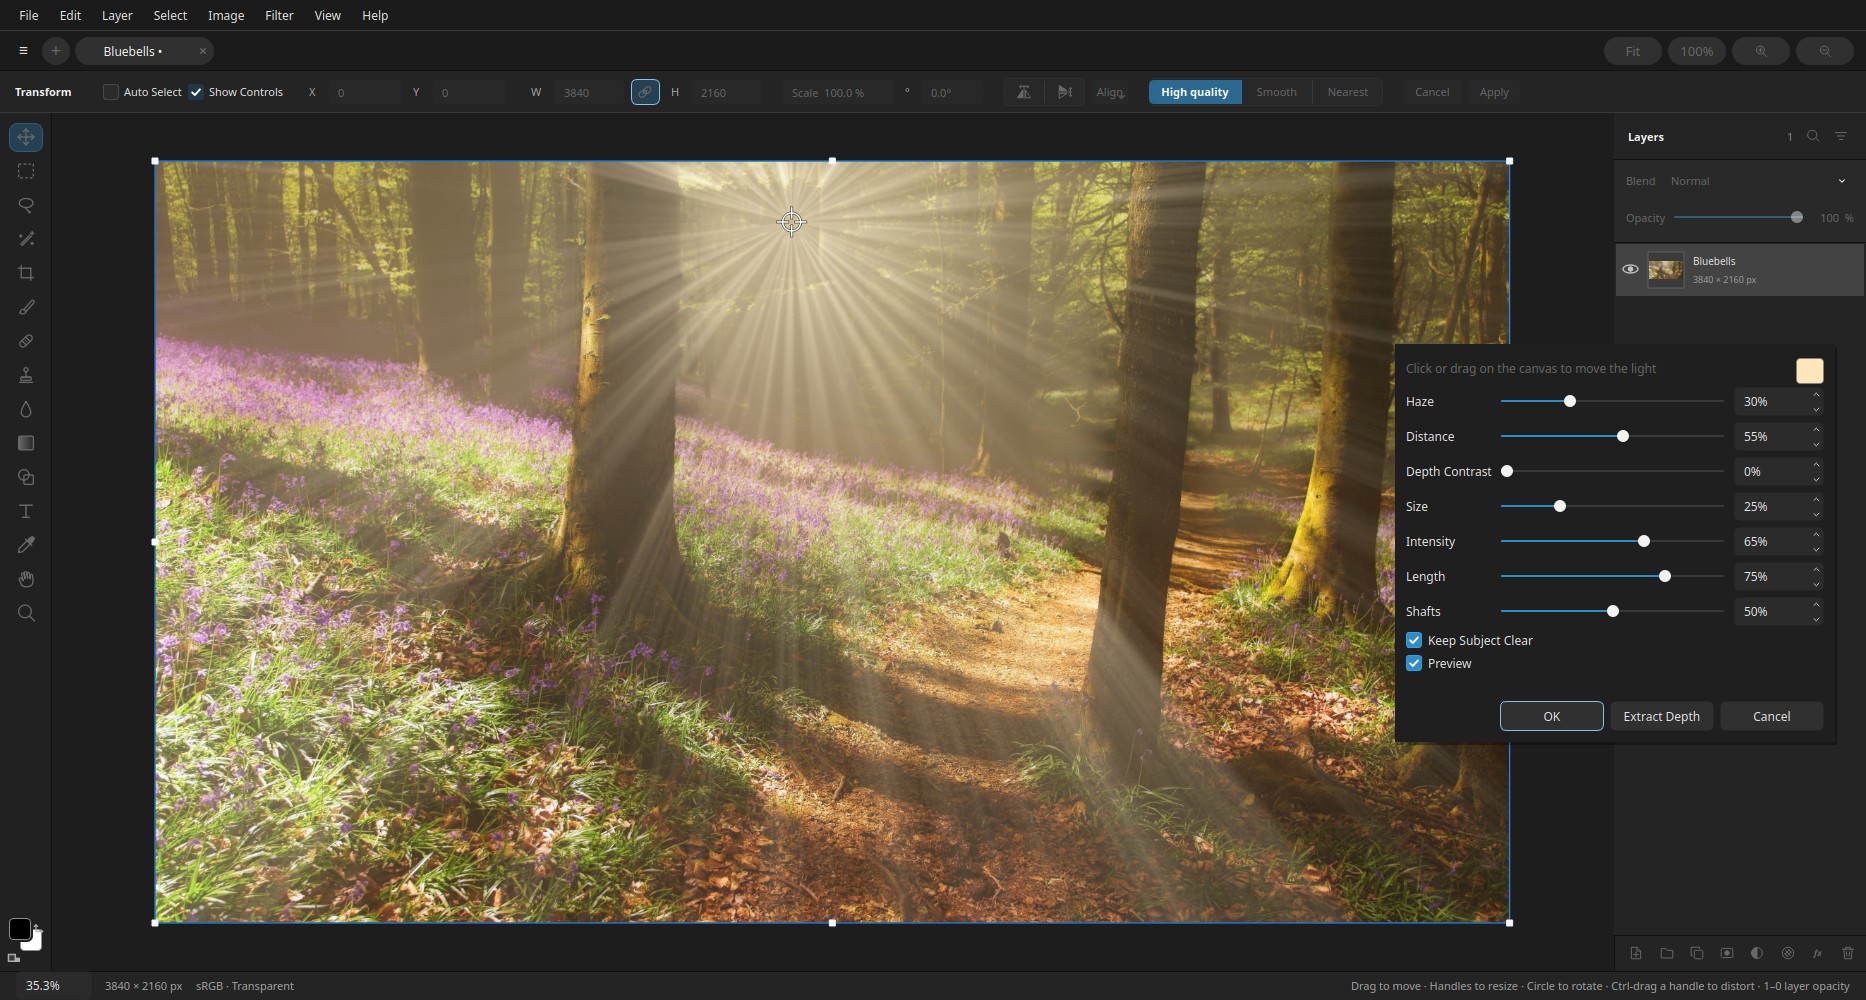 File Edit Layer Select Image Filter View Help
Bluebells •
Fit 100%
Transform Auto Select Show Controls X 0 Y 0 W 3840 H 2160 Scale 100.0 % ° 0.0° Align High quality Smooth Nearest Cancel Apply
Layers 1
Blend Normal
Opacity 100 %
Bluebells
3840 × 2160 px
Click or drag on the canvas to move the light
Haze 30%
Distance 55%
Depth Contrast 0%
Size 25%
Intensity 65%
Length 75%
Shafts 50%
Keep Subject Clear
Preview
OK Extract Depth Cancel
fx
35.3% 3840 × 2160 px sRGB · Transparent Drag to move · Handles to resize · Circle to rotate · Ctrl-drag a handle to distort · 1–0 layer opacity